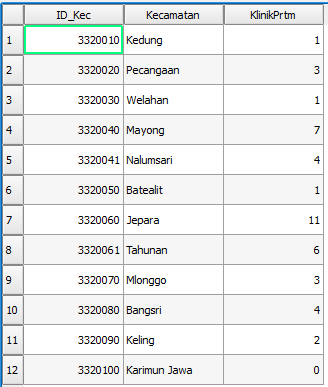 ID_Kec Kecamatan KlinikPrtm
1 3320010 Kedung 1
2 3320020 Pecangaan 3
3 3320030 Welahan 1
4 3320040 Mayong 7
5 3320041 Nalumsari 4
6 3320050 Batealit 1
7 3320060 Jepara 11
8 3320061 Tahunan 6
9 3320070 Mlonggo 3
10 3320080 Bangsri 4
11 3320090 Keling 2
12 3320100 Karimun Jawa 0